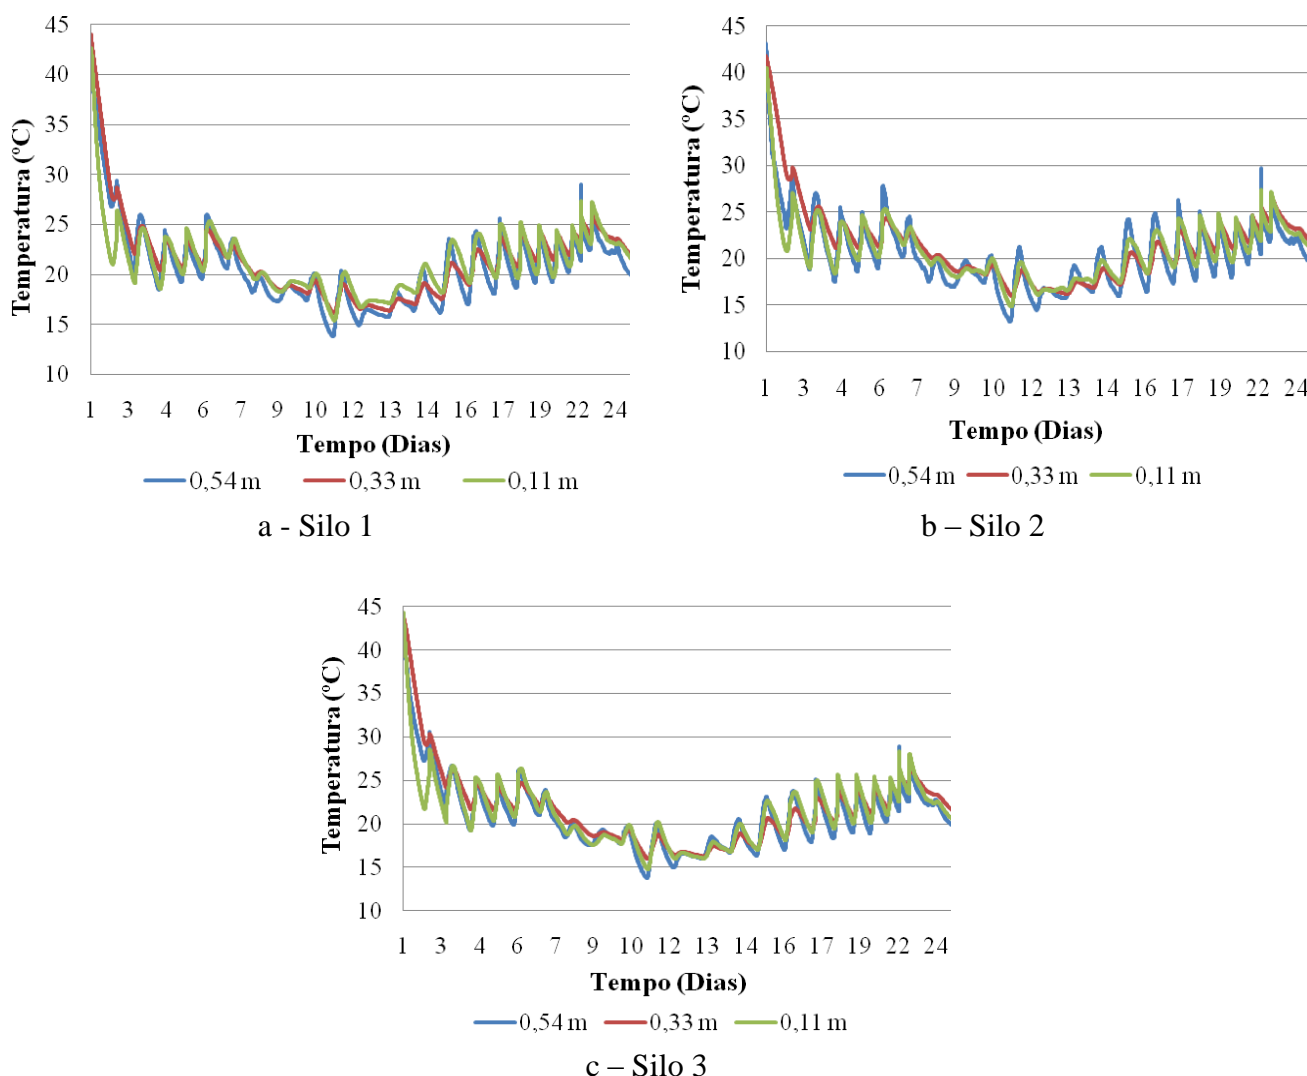 Temperatura (ºC)
45
40
35
30
25
20
15
10
1 3 4 6 7 9 10 12 13 14 16 17 19 22 24
Tempo (Dias)
0,54 m 0,33 m 0,11 m
a - Silo 1
Temperatura (ºC)
45
40
35
30
25
20
15
10
1 3 4 6 7 9 10 12 13 14 16 17 19 22 24
Tempo (Dias)
0,54 m 0,33 m 0,11 m
b – Silo 2
Temperatura (ºC)
45
40
35
30
25
20
15
10
1 3 4 6 7 9 10 12 13 14 16 17 19 22 24
Tempo (Dias)
0,54 m 0,33 m 0,11 m
c – Silo 3